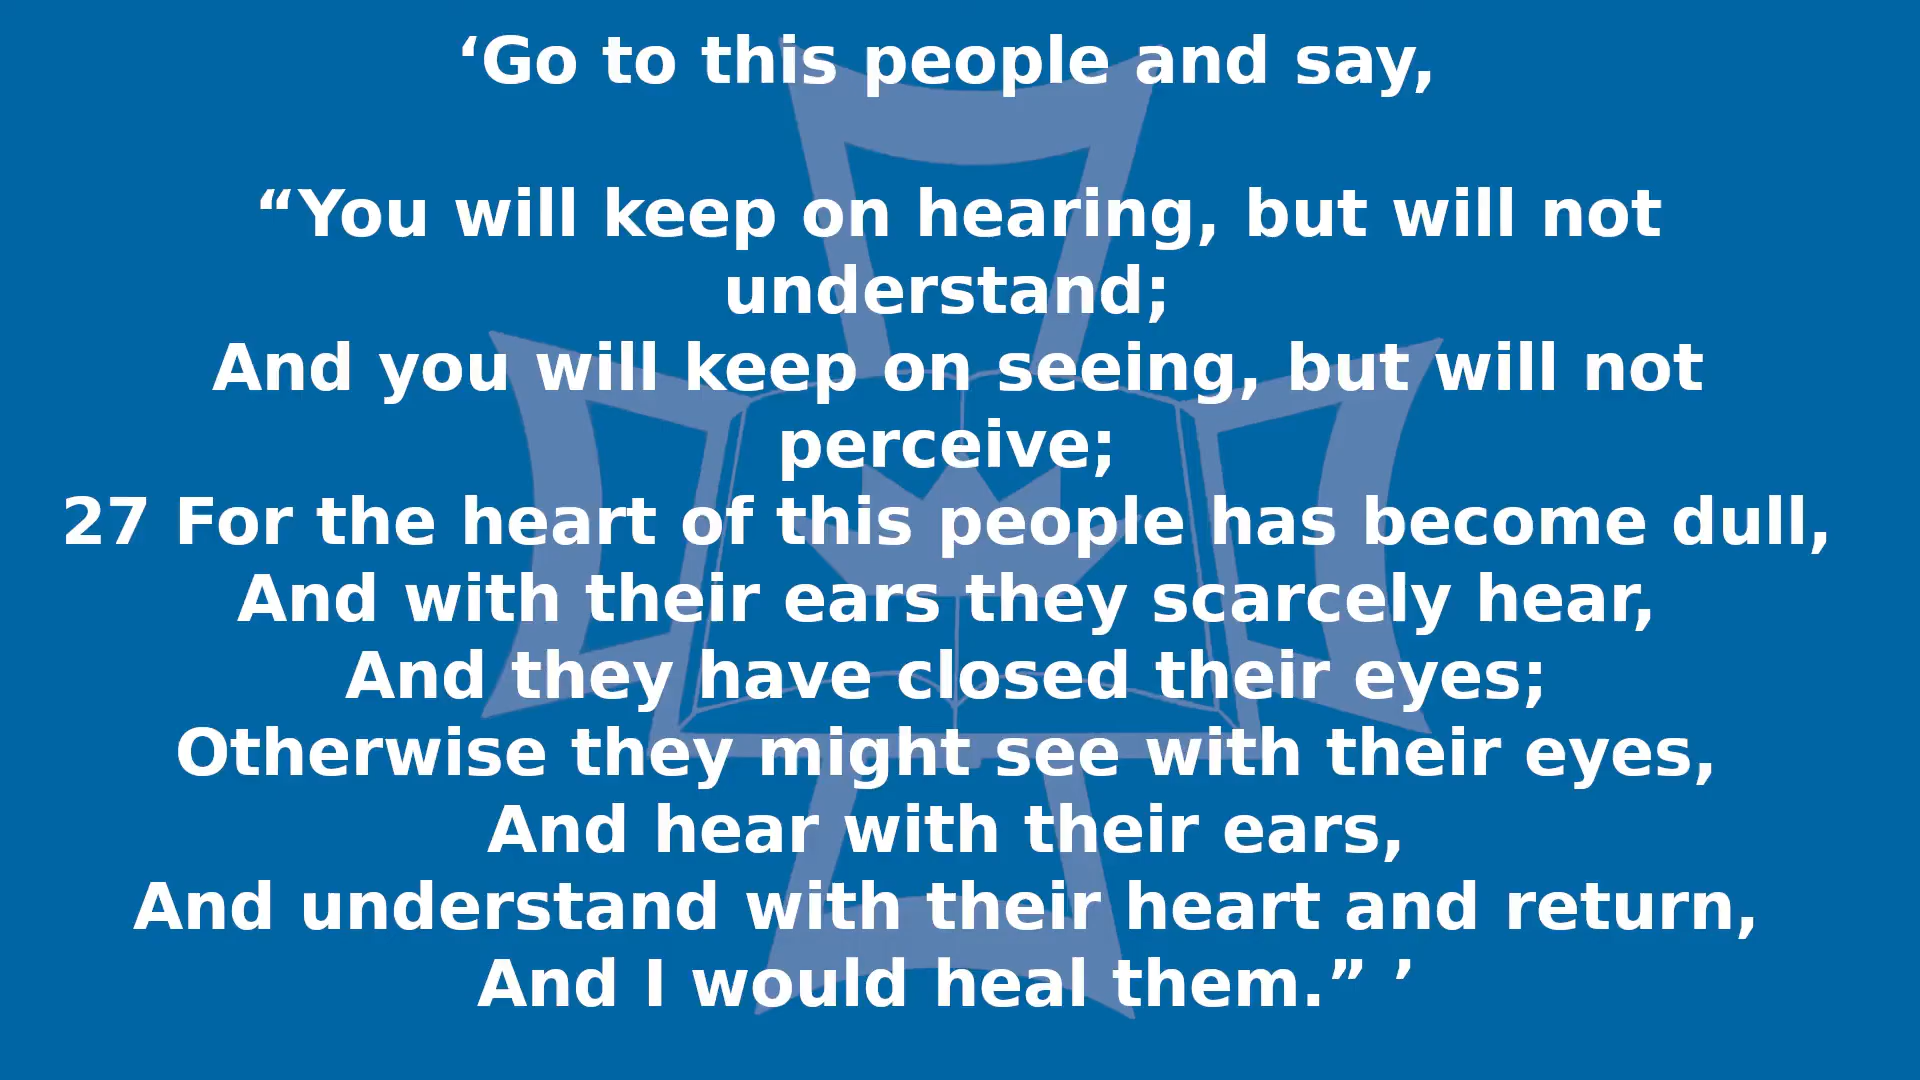 ‘Go to this people and say,
“You will keep on hearing, but will not
understand;
And you will keep on seeing, but will not
perceive;
27 For the heart of this people has become dull,
And with their ears they scarcely hear,
And they have closed their eyes;
Otherwise they might see with their eyes,
And hear with their ears,
And understand with their heart and return,
And I would heal them.” ’